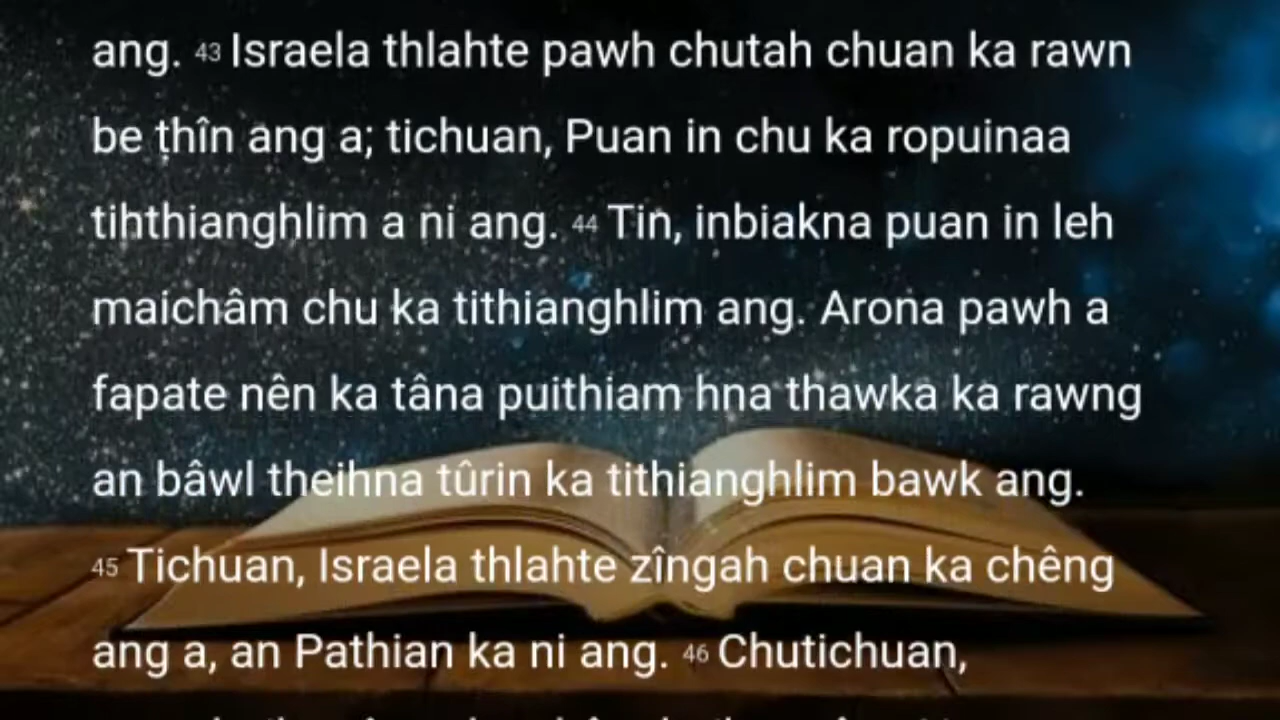 ang. 43 Israela thlahte pawh chutah chuan ka rawn
be ṭhîn ang a; tichuan, Puan in chu ka ropuinaa
tihthianghlim a ni ang. 44 Tin, inbiakna puan in leh
maichâm chu ka tithianghlim ang. Arona pawh a
fapate nên ka tâna puithiam hna thawka ka rawng
an bâwl theihna tûrin ka tithianghlim bawk ang.
45 Tichuan, Israela thlahte zîngah chuan ka chêng
ang a, an Pathian ka ni ang. 46 Chutichuan,